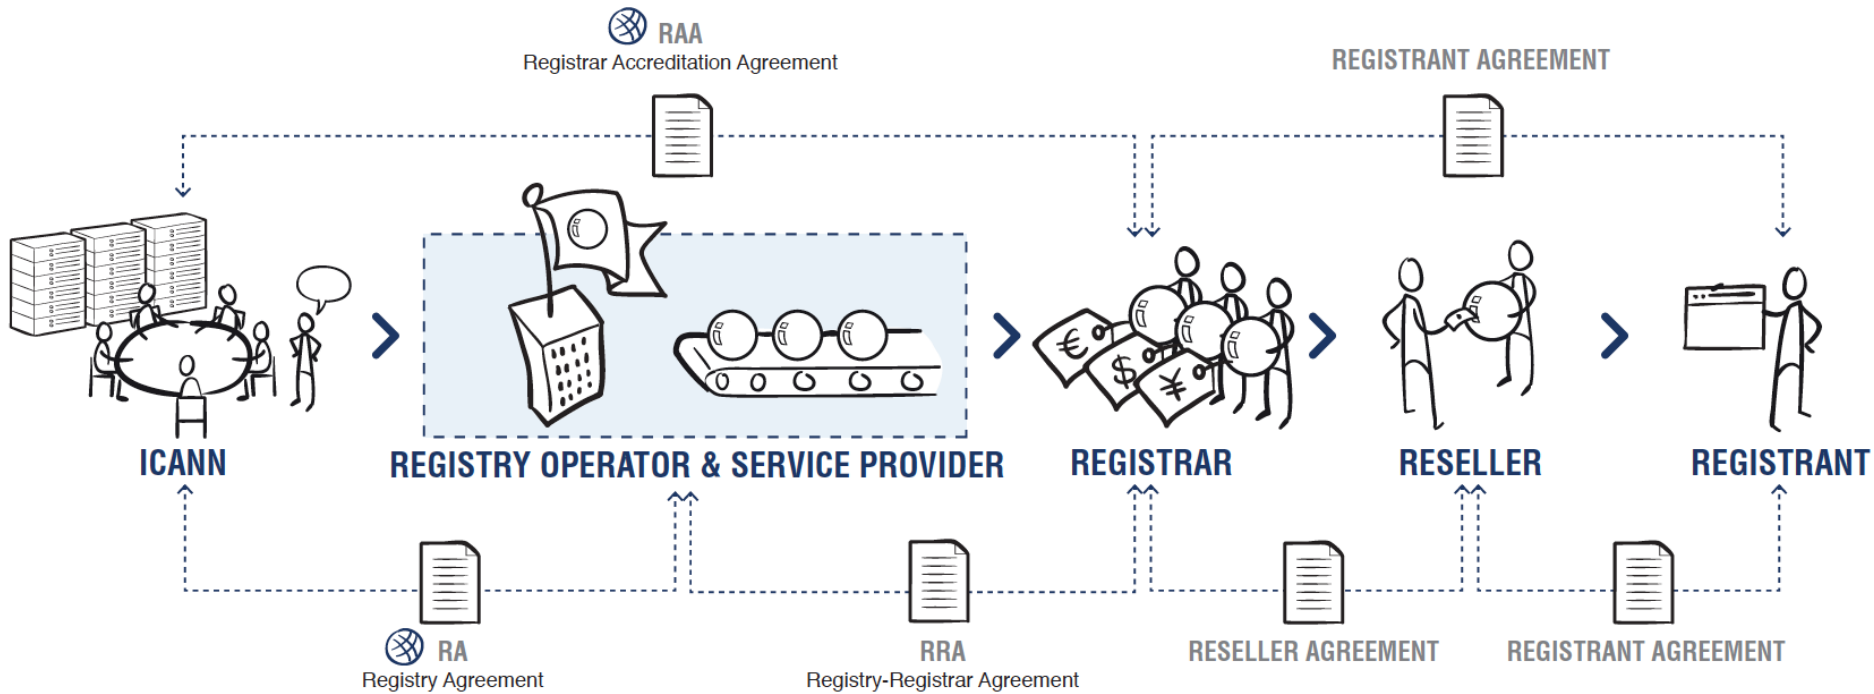 RAA
Registrar Accreditation Agreement
REGISTRANT AGREEMENT
€
$
¥
ICANN
REGISTRY OPERATOR & SERVICE PROVIDER
REGISTRAR
RESELLER
REGISTRANT
RA
Registry Agreement
RRA
Registry-Registrar Agreement
RESELLER AGREEMENT
REGISTRANT AGREEMENT